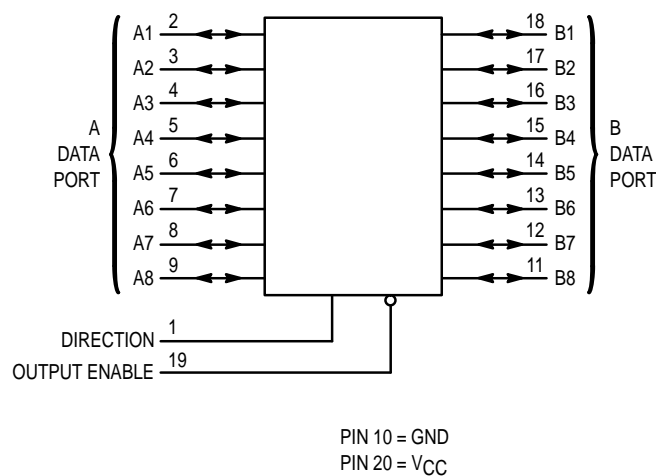 A1 2 18 B1
A2 3 17 B2
A3 4 16 B3
A4 5 15 B4
A5 6 14 B5
A6 7 13 B6
A7 8 12 B7
A8 9 11 B8
A
DATA
PORT
B
DATA
PORT
DIRECTION 1
OUTPUT ENABLE 19
PIN 10 = GND
PIN 20 = VCC